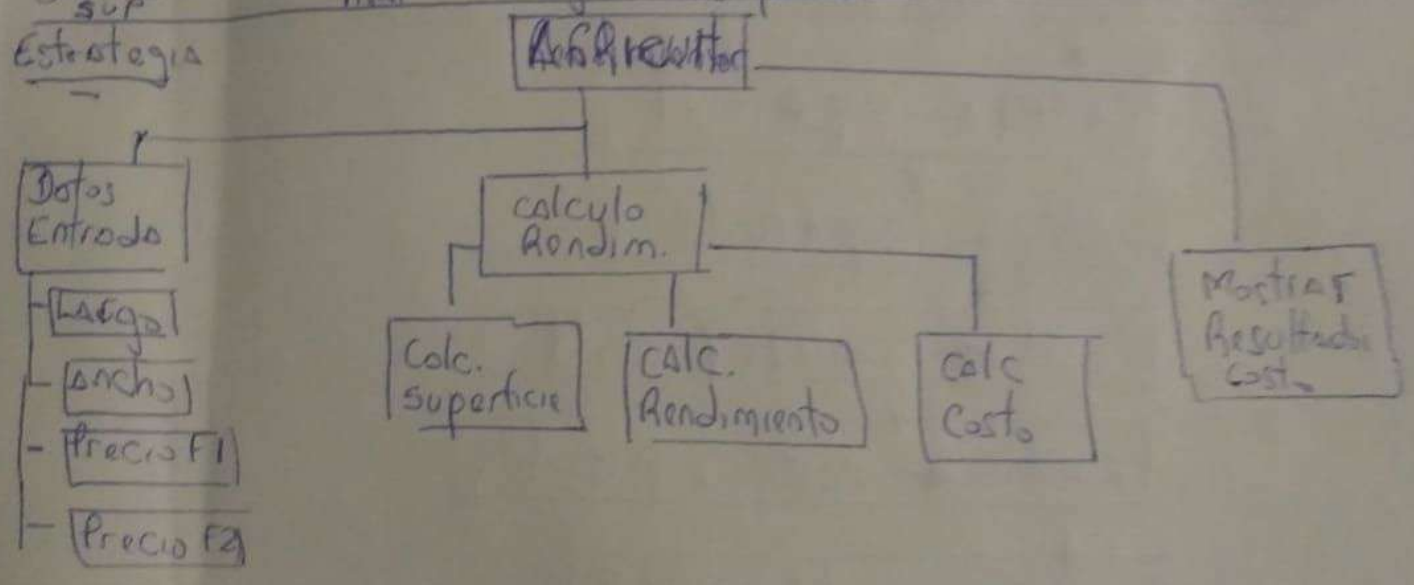 sup
Estrategia
Datos
Entrada
Largo
Ancho
Precio F1
Precio F2
Calculo
Rendim.
Calc.
Superficie
CALC.
Rendimiento
Calc
Costo
Mostrar
Resultado
Costo